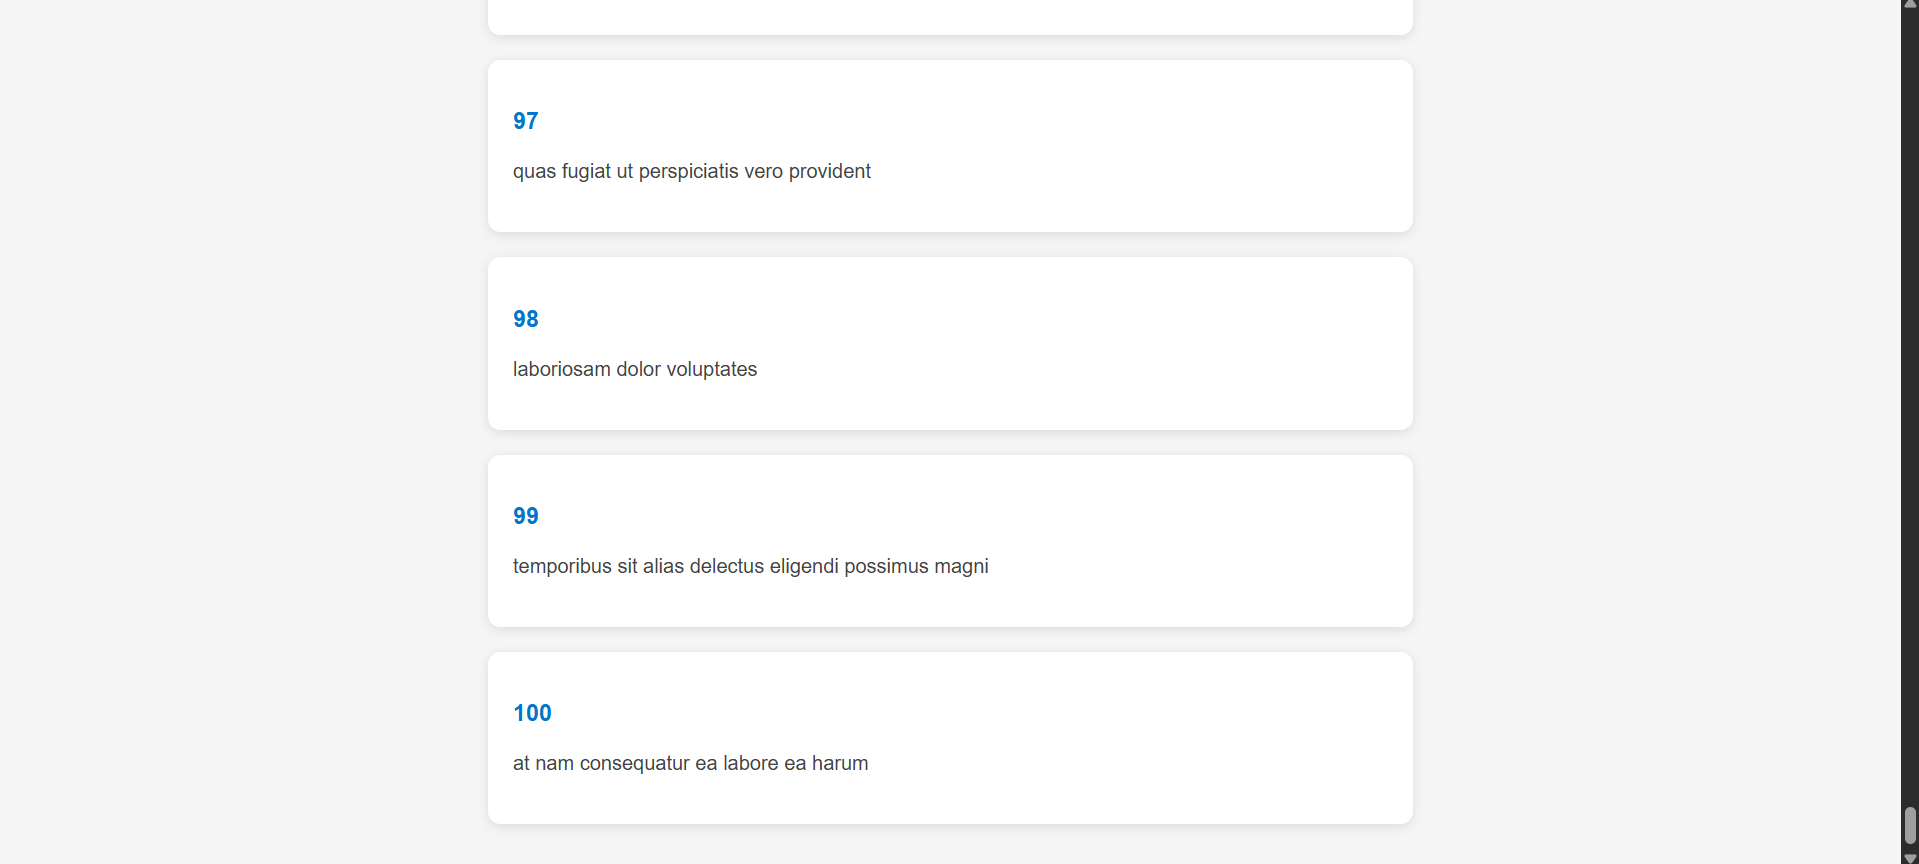 97
quas fugiat ut perspiciatis vero provident
98
laboriosam dolor voluptates
99
temporibus sit alias delectus eligendi possimus magni
100
at nam consequatur ea labore ea harum